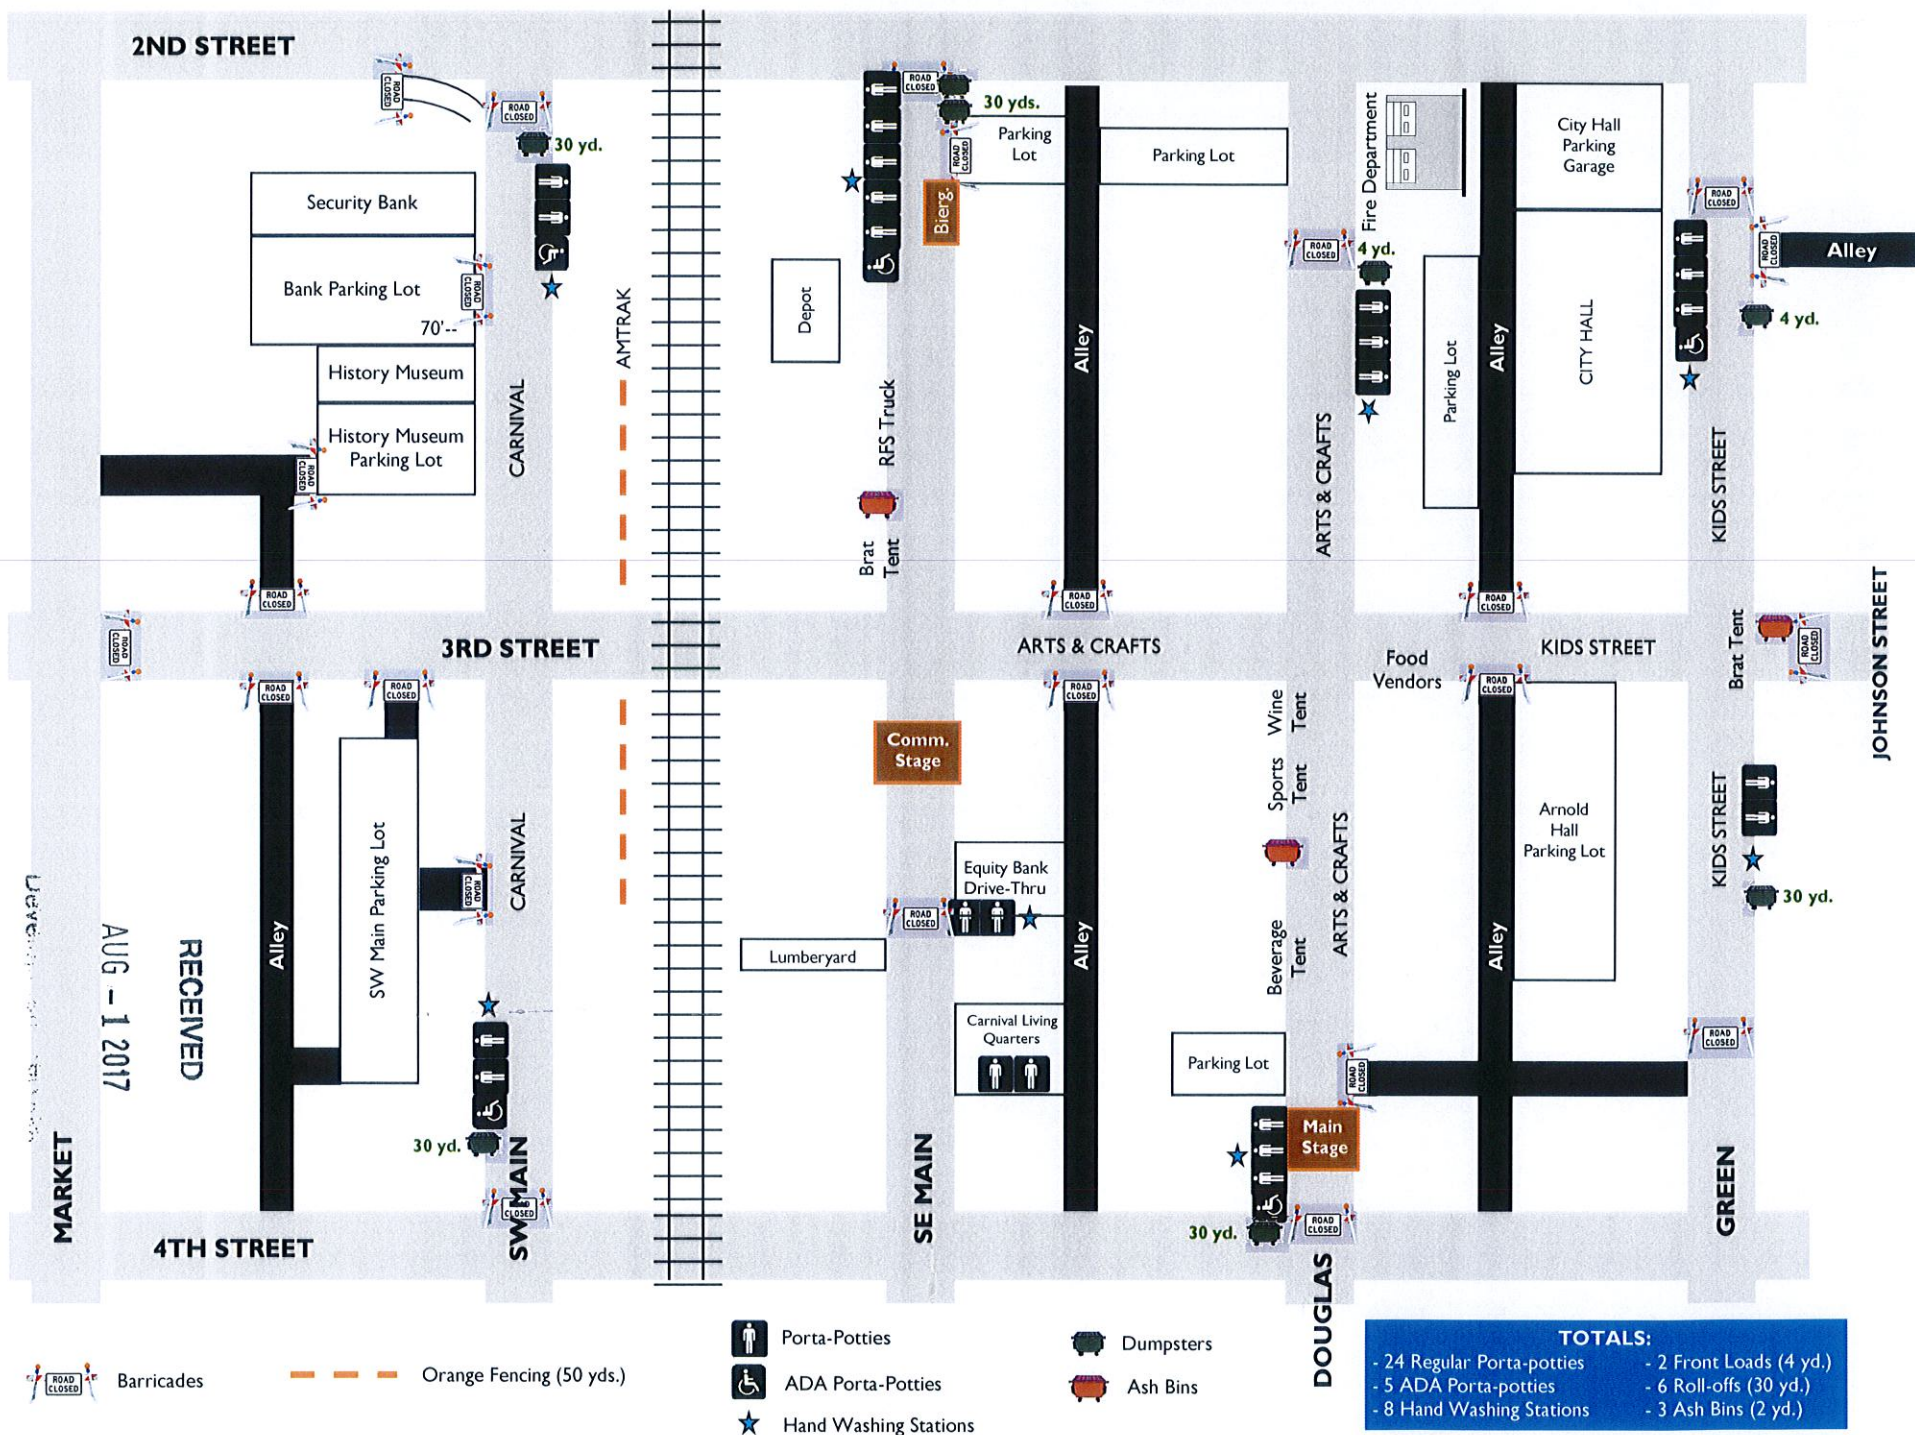 2ND STREET
ROAD
CLOSED
ROAD
CLOSED
30 yd.
ROAD
CLOSED
30 yds.
ROAD
CLOSED
Parking
Lot
Parking Lot
Fire Department
City Hall
Parking
Garage
Security Bank
Bank Parking Lot
70'--
ROAD
CLOSED
History Museum
History Museum
Parking Lot
ROAD
CLOSED
CARNIVAL
AMTRAK
Depot
Bierg.
RFS Truck
Brat
Tent
Alley
ROAD
CLOSED
4 yd.
ARTS & CRAFTS
Parking Lot
Alley
CITY HALL
ROAD
CLOSED
ROAD
CLOSED
Alley
4 yd.
KIDS STREET
ROAD
CLOSED
ROAD
CLOSED
ROAD
CLOSED
ROAD
CLOSED
3RD STREET
ARTS & CRAFTS
Food
Vendors
KIDS STREET
Brat Tent
ROAD
CLOSED
JOHNSON STREET
ROAD
CLOSED
ROAD
CLOSED
ROAD
CLOSED
ROAD
CLOSED
Comm.
Stage
Wine
Tent
Sports
Tent
SW Main Parking Lot
Alley
CARNIVAL
ROAD
CLOSED
Equity Bank
Drive-Thru
ROAD
CLOSED
Lumberyard
Alley
Beverage
Tent
ARTS & CRAFTS
Alley
Arnold
Hall
Parking Lot
KIDS STREET
30 yd.
RECEIVED
AUG - 1 2017
Carnival Living
Quarters
Parking Lot
ROAD
CLOSED
ROAD
CLOSED
Main
Stage
30 yd.
ROAD
CLOSED
30 yd.
ROAD
CLOSED
MARKET
4TH STREET
SW MAIN
SE MAIN
DOUGLAS
GREEN
ROAD
CLOSED
Barricades
Orange Fencing (50 yds.)
Porta-Potties
ADA Porta-Potties
Hand Washing Stations
Dumpsters
Ash Bins
TOTALS:
- 24 Regular Porta-potties
- 5 ADA Porta-potties
- 8 Hand Washing Stations
- 2 Front Loads (4 yd.)
- 6 Roll-offs (30 yd.)
- 3 Ash Bins (2 yd.)